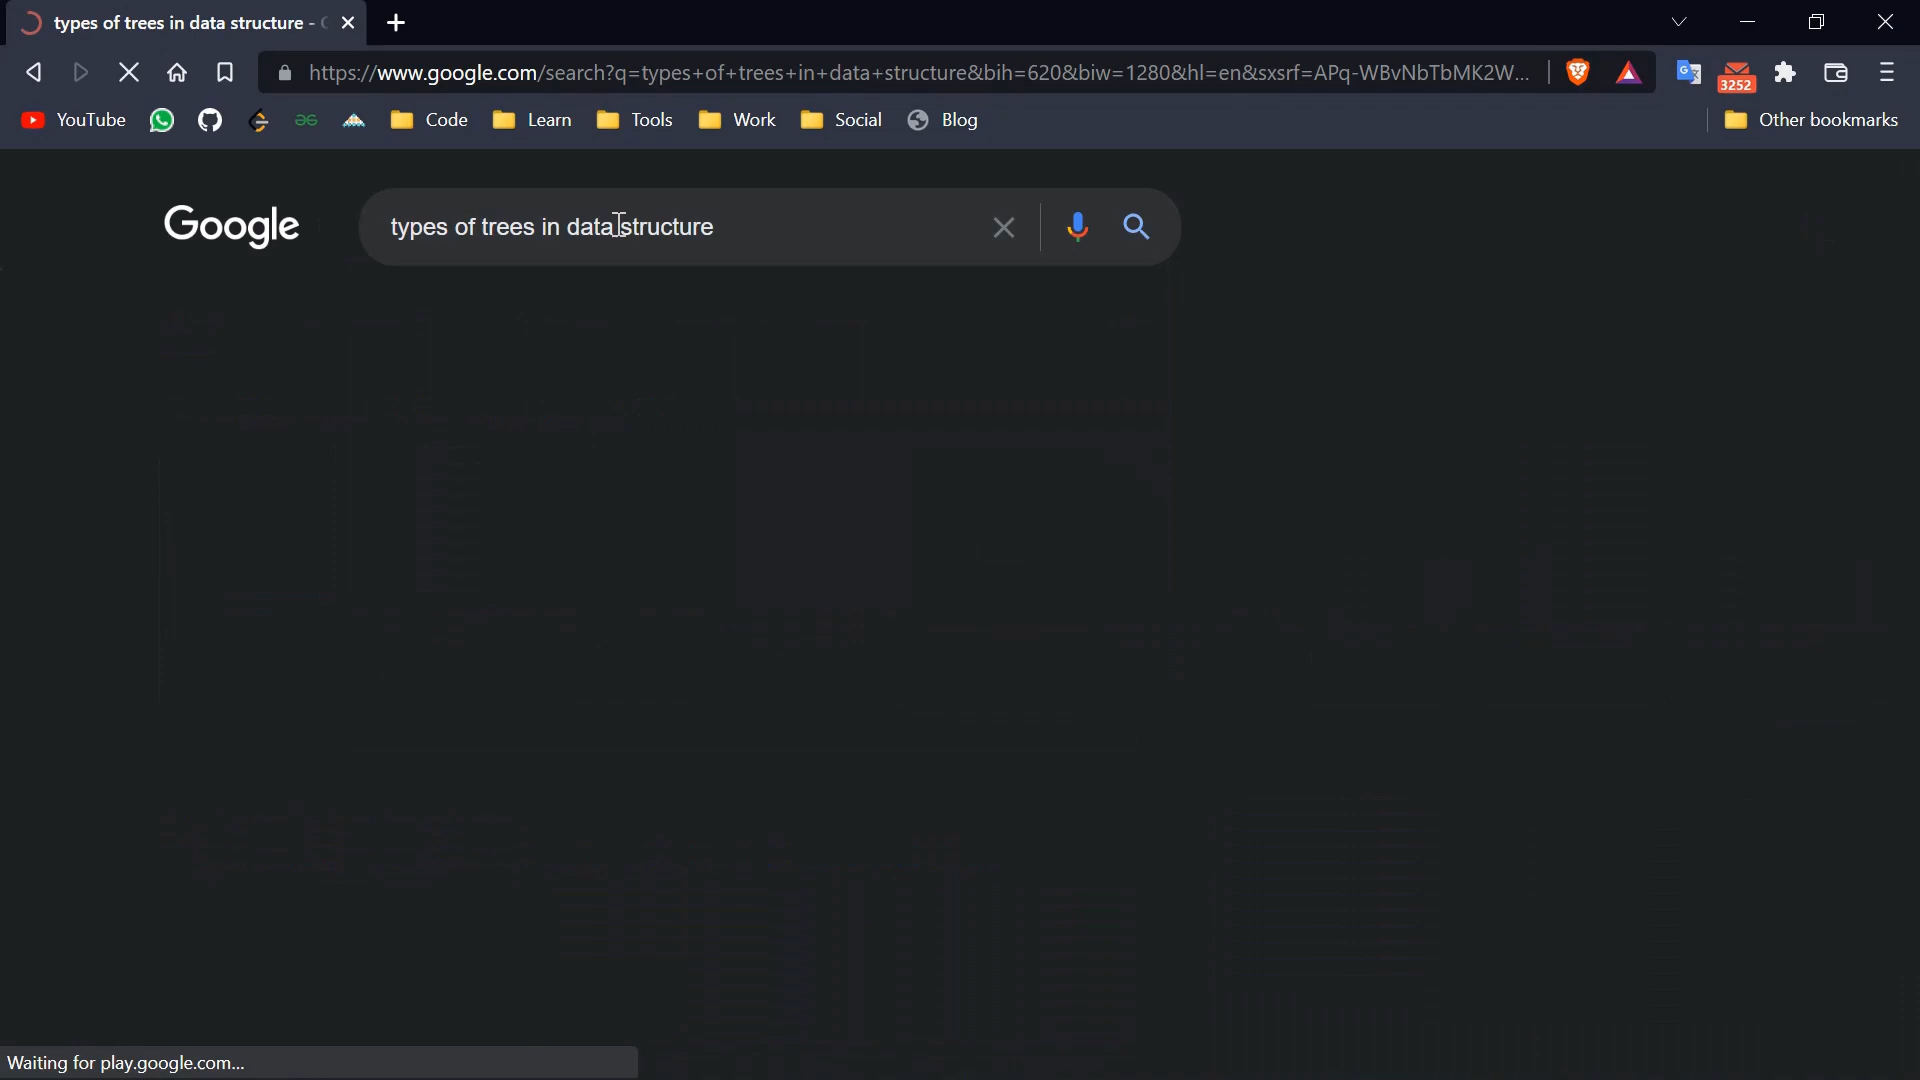 types of trees in data structure -
https://www.google.com/search?q=types+of+trees+in+data+structure&bih=620&biw=1280&hl=en&sxsrf=APq-WBvNbTbMK2W...
3252
YouTube
Code
Learn
Tools
Work
Social
Blog
Other bookmarks
Google
types of trees in data structure
Waiting for play.google.com...